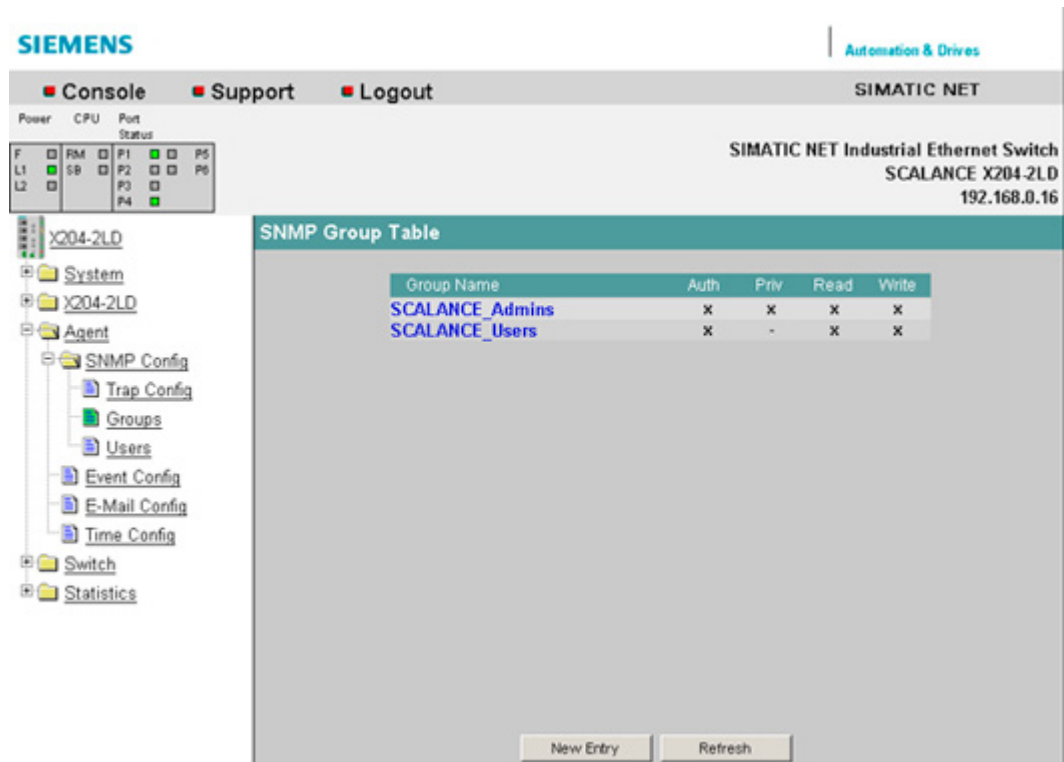 SIEMENS
Automation & Drives
Console Support Logout SIMATIC NET
Power CPU Port Status
F RM P1 P5
L1 SB P2 P6
L2 P3
P4
SIMATIC NET Industrial Ethernet Switch
SCALANCE X204-2LD
192.168.0.16
X204-2LD
System
X204-2LD
Agent
SNMP Config
Trap Config
Groups
Users
Event Config
E-Mail Config
Time Config
Switch
Statistics
SNMP Group Table
Group Name Auth Priv Read Write
SCALANCE_Admins x x x x
SCALANCE_Users x - x x
New Entry Refresh